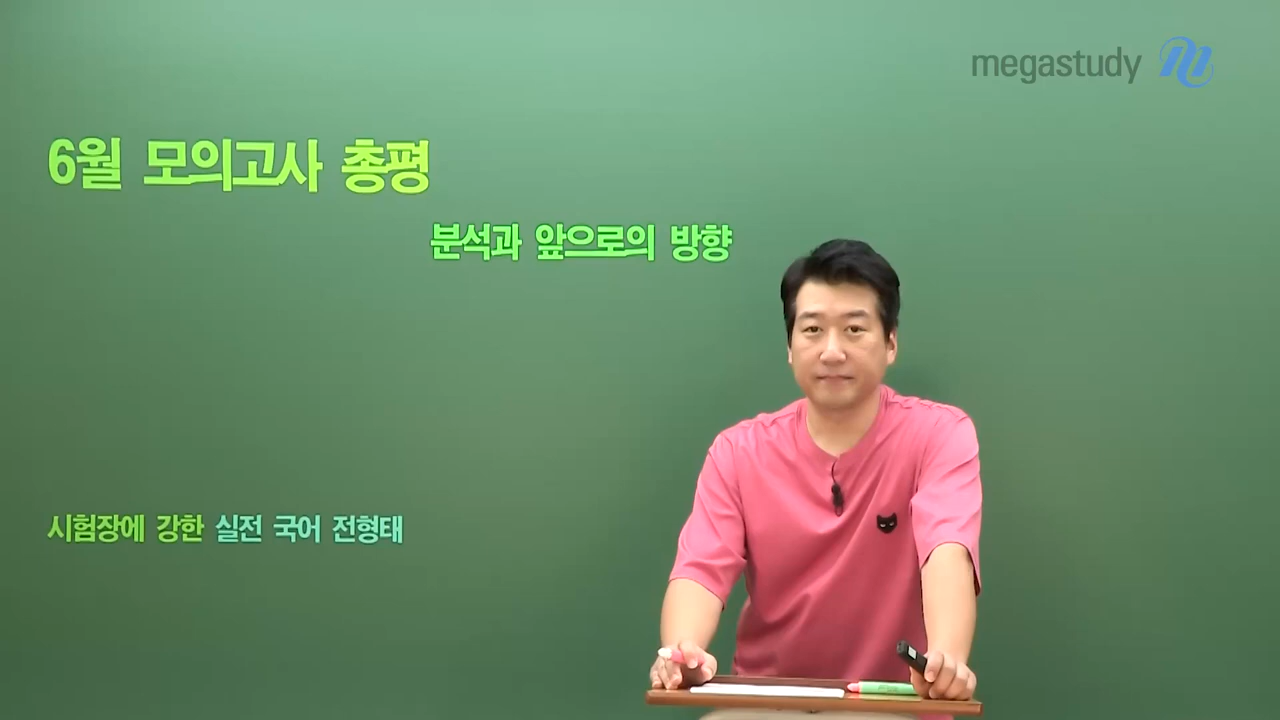 megastudy
6월 모의고사 총평
분석과 앞으로의 방향
시험장에 강한 실전 국어 전형태